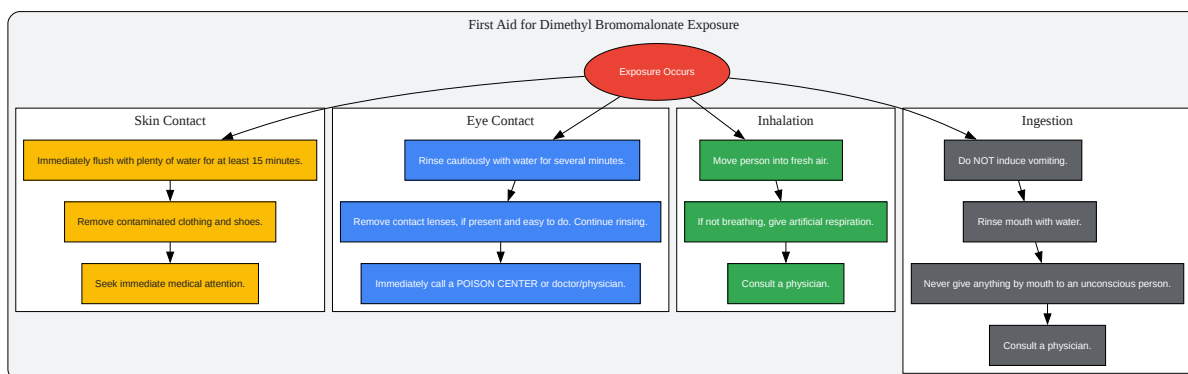 First Aid for Dimethyl Bromomalonate Exposure
Exposure Occurs
Skin Contact
Immediately flush with plenty of water for at least 15 minutes.
Remove contaminated clothing and shoes.
Seek immediate medical attention.
Eye Contact
Rinse cautiously with water for several minutes.
Remove contact lenses, if present and easy to do. Continue rinsing.
Immediately call a POISON CENTER or doctor/physician.
Inhalation
Move person into fresh air.
If not breathing, give artificial respiration.
Consult a physician.
Ingestion
Do NOT induce vomiting.
Rinse mouth with water.
Never give anything by mouth to an unconscious person.
Consult a physician.